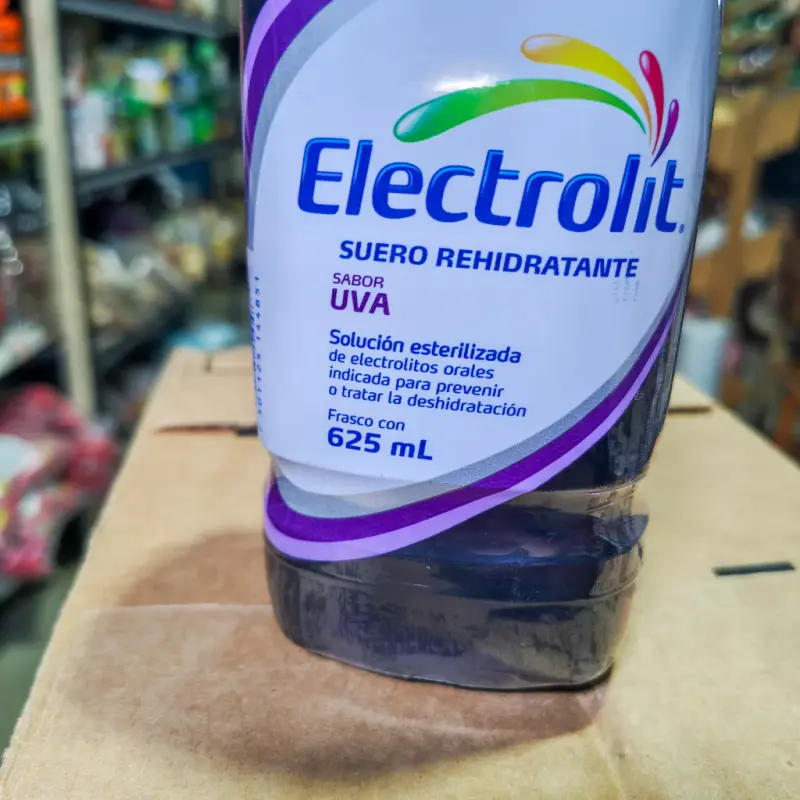 Electrolit
SUERO REHIDRATANTE
SABOR
UVA
Solución esterilizada
de electrolitos orales
indicada para prevenir
o tratar la deshidratación
Frasco con
625 mL